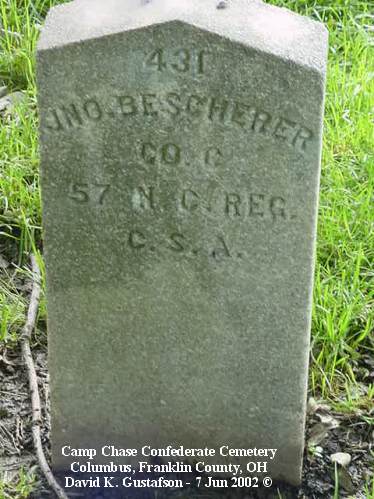 431
JNO. BESCHERER
CO. C
57 N. C. REG.
C. S. A.
Camp Chase Confederate Cemetery
Columbus, Franklin County, OH
David K. Gustafson - 7 Jun 2002 ©